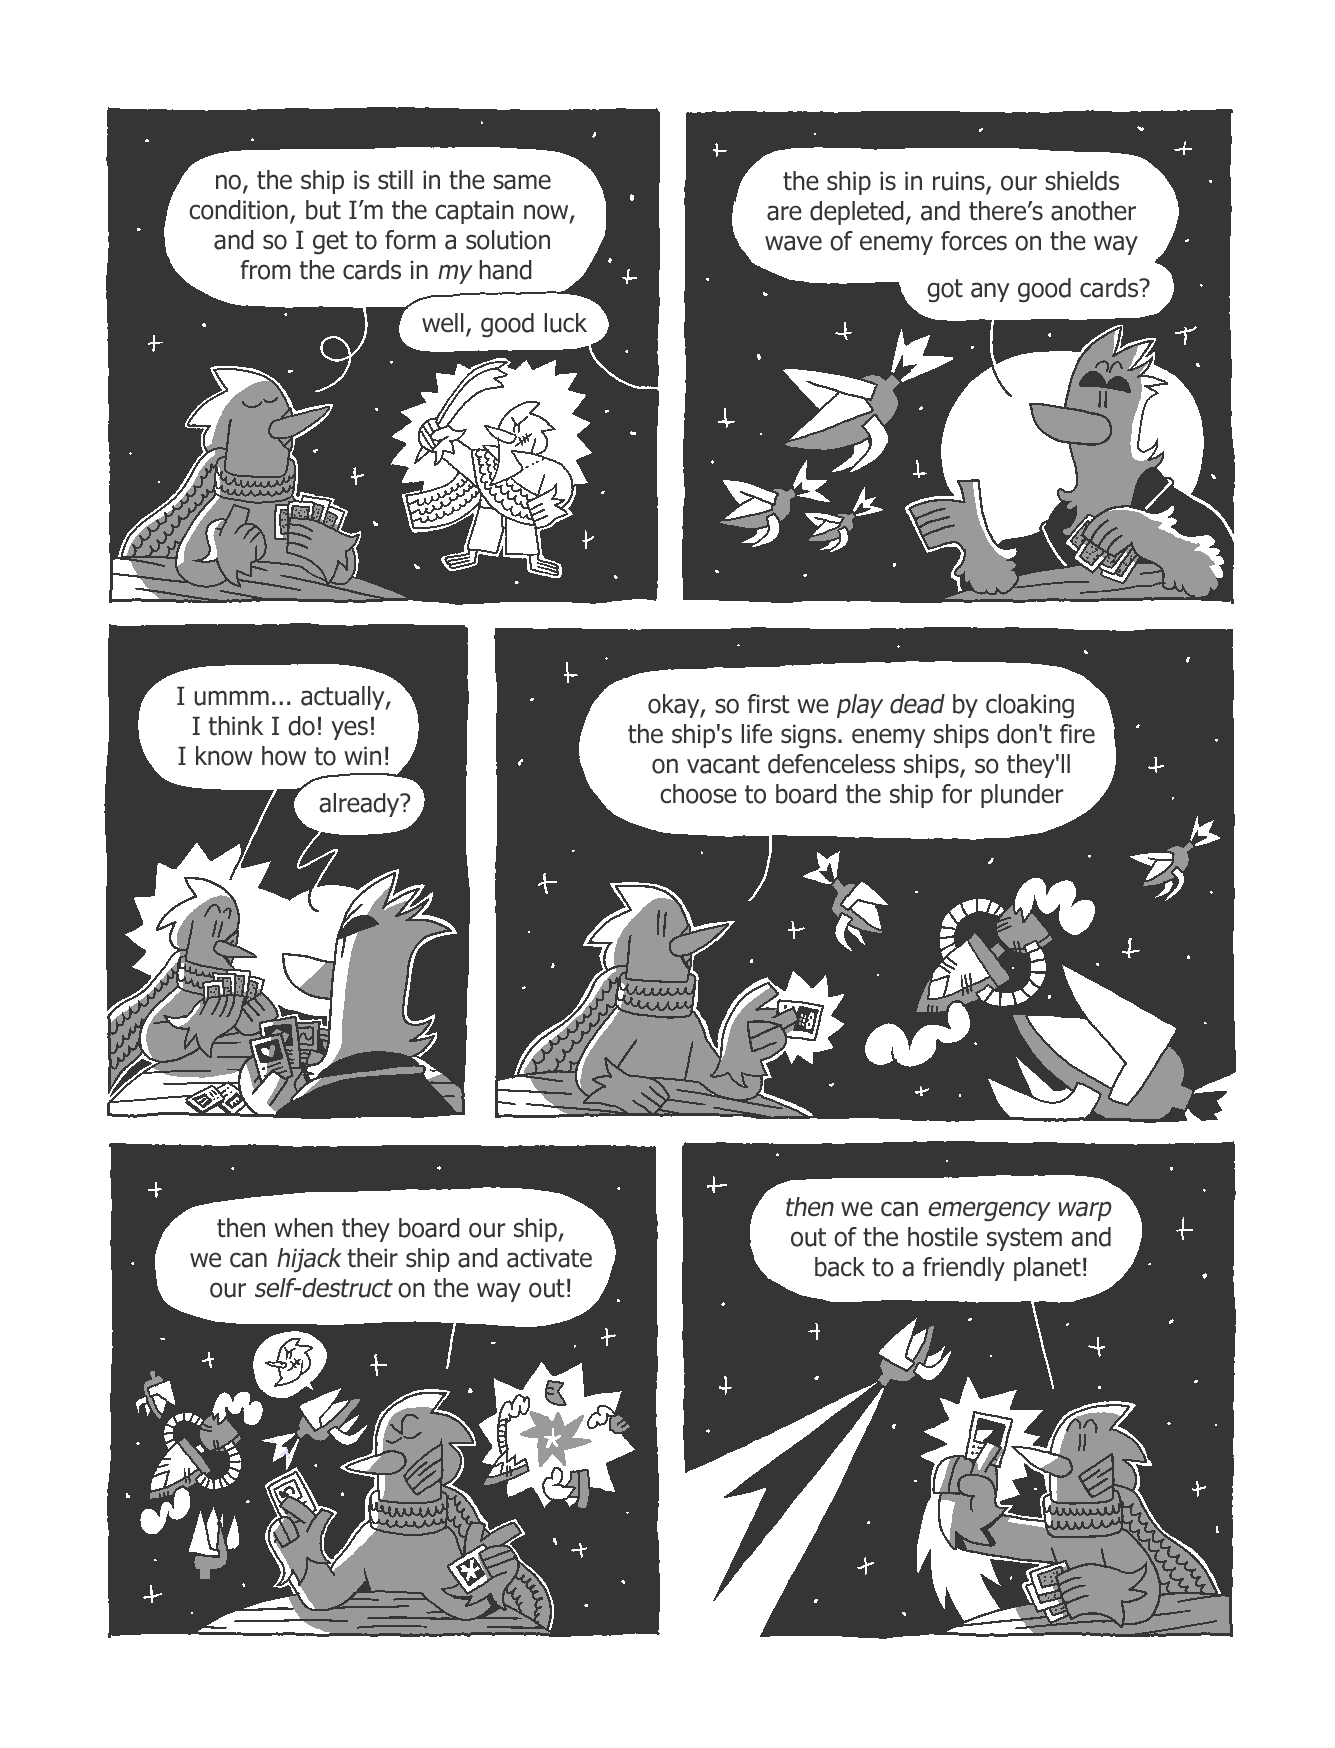 no, the ship is still in the same
condition, but I'm the captain now,
and so I get to form a solution
from the cards in my hand
well, good luck
the ship is in ruins, our shields
are depleted, and there's another
wave of enemy forces on the way
got any good cards?
I ummm... actually,
I think I do! yes!
I know how to win!
already?
okay, so first we play dead by cloaking
the ship's life signs. enemy ships don't fire
on vacant defenceless ships, so they'll
choose to board the ship for plunder
then when they board our ship,
we can hijack their ship and activate
our self-destruct on the way out!
then we can emergency warp
out of the hostile system and
back to a friendly planet!